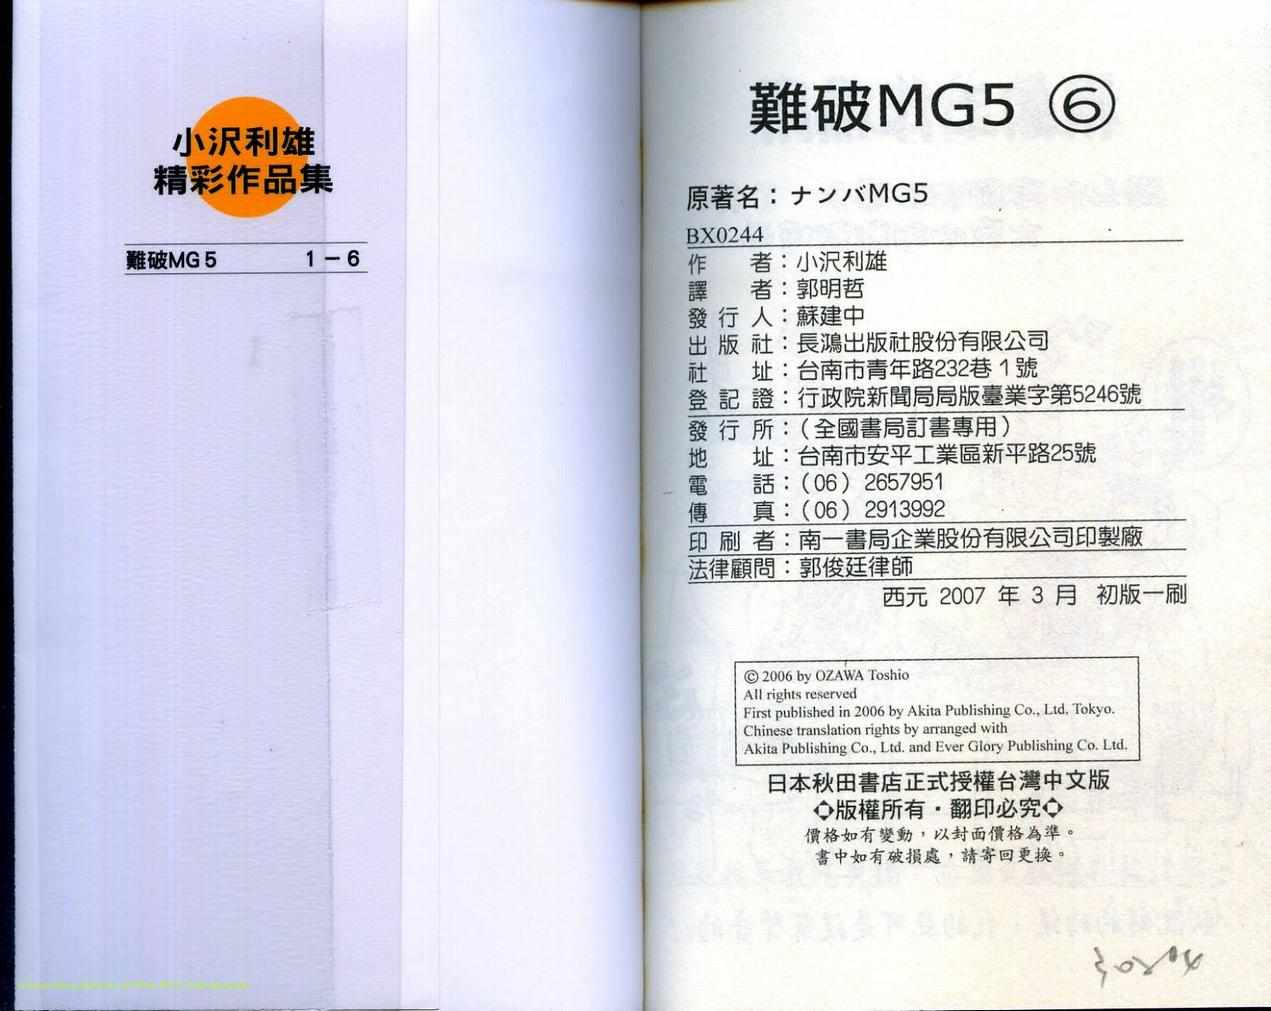 小沢利雄
精彩作品集
難破MG5 1－6
難破MG5 ⑥
原著名：ナンバMG5
BX0244
作者：小沢利雄
譯者：郭明哲
發行人：蘇建中
出版社：長鴻出版社股份有限公司
社址：台南市青年路232巷1號
登記證：行政院新聞局局版臺業字第5246號
發行所：（全國書局訂書專用）
地址：台南市安平工業區新平路25號
電話：（06）2657951
傳真：（06）2913992
印刷者：南一書局企業股份有限公司印製廠
法律顧問：郭俊廷律師
西元 2007 年 3 月 初版一刷
© 2006 by OZAWA Toshio
All rights reserved
First published in 2006 by Akita Publishing Co., Ltd. Tokyo.
Chinese translation rights by arranged with
Akita Publishing Co., Ltd. and Ever Glory Publishing Co. Ltd.
日本秋田書店正式授權台灣中文版
版權所有・翻印必究
價格如有變動，以封面價格為準。
書中如有破損處，請寄回更換。